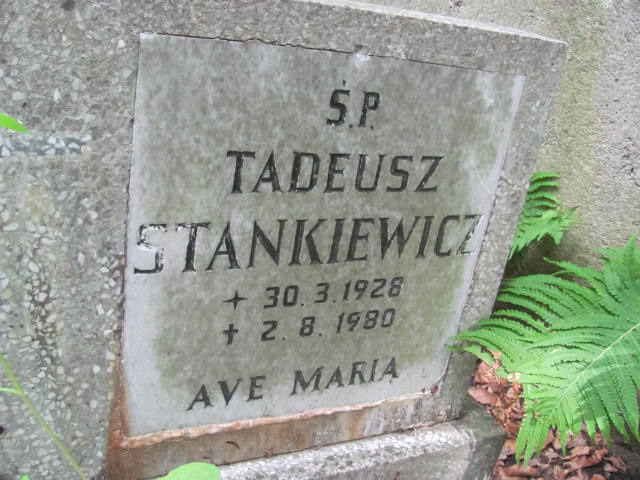 Ś.P.
TADEUSZ
STANKIEWICZ
✦ 30.3.1928
✝ 2.8.1980
AVE MARIA